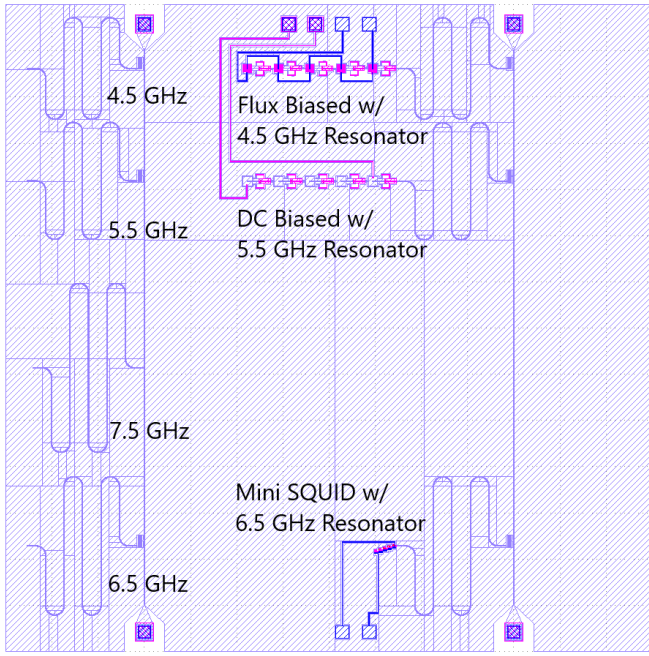 4.5 GHz
Flux Biased w/
4.5 GHz Resonator
5.5 GHz
DC Biased w/
5.5 GHz Resonator
7.5 GHz
Mini SQUID w/
6.5 GHz Resonator
6.5 GHz